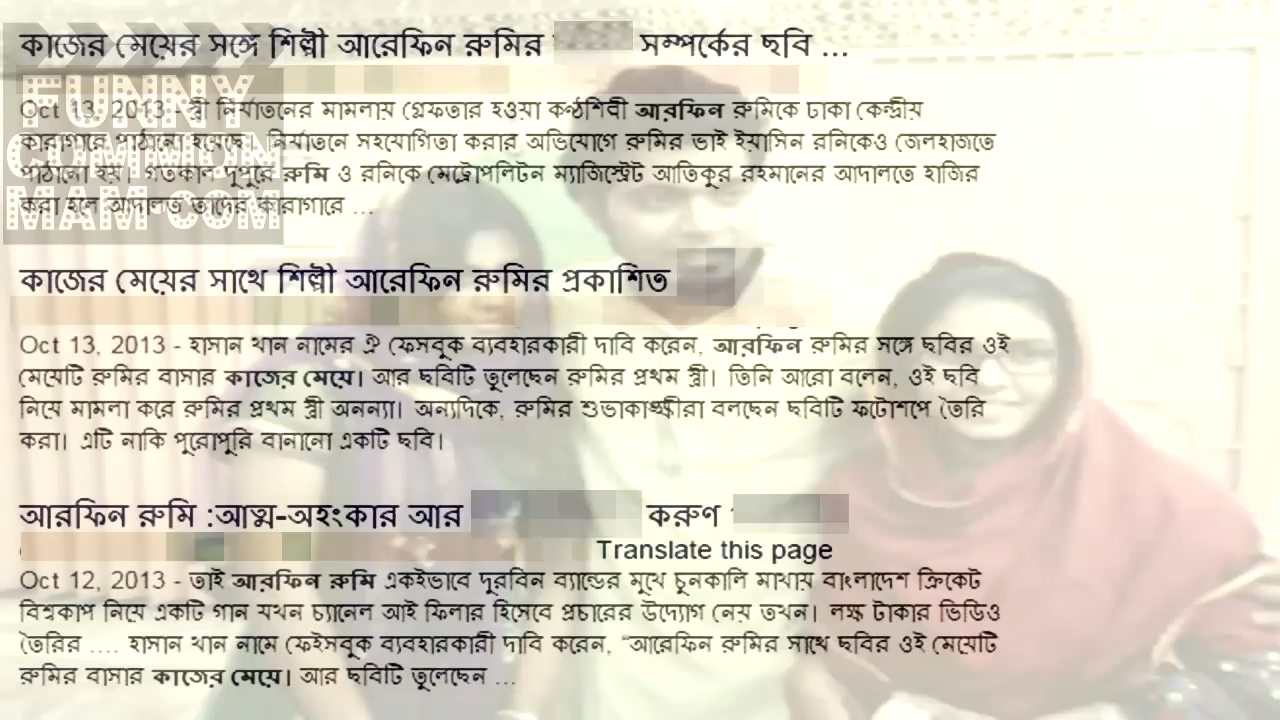 কাজের মেয়ের সঙ্গে শিল্পী আরেফিন রুমির সম্পর্কের ছবি ...
FUNNY
COMMON
MAM.COM
Oct 13, 2013 - স্ত্রী নির্যাতনের মামলায় গ্রেফতার হওয়া কণ্ঠশিবী আরফিন রুমিকে ঢাকা কেন্দ্রীয়
কারাগারে পাঠানো হয়েছে। নির্যাতনে সহযোগিতা করার অভিযোগে রুমির ভাই ইয়াসিন রনিকেও জেলহাজতে
পাঠানো হয়। গতকাল দুপুরে রুমি ও রনিকে মেট্রোপলিটন ম্যাজিস্ট্রেট আতিকুর রহমানের আদালতে হাজির
করা হলে আদালত তাদের কারাগারে ...
কাজের মেয়ের সাথে শিল্পী আরেফিন রুমির প্রকাশিত
Oct 13, 2013 - হাসান খান নামের ঐ ফেসবুক ব্যবহারকারী দাবি করেন, আরফিন রুমির সঙ্গে ছবির ওই
মেয়েটি রুমির বাসার কাজের মেয়ে। আর ছবিটি তুলেছেন রুমির প্রথম স্ত্রী। তিনি আরো বলেন, ওই ছবি
নিয়ে মামলা করে রুমির প্রথম স্ত্রী অনন্যা। অন্যদিকে, রুমির শুভাকাঙ্ক্ষীরা বলছেন ছবিটি ফটোশপে তৈরি
করা। এটি নাকি পুরোপুরি বানানো একটি ছবি।
আরফিন রুমি :আত্ম-অহংকার আর করুণ
Translate this page
Oct 12, 2013 - ভাই আরফিন রুমি একইভাবে দুরবিন ব্যান্ডের মুখে চুনকালি মাখায় বাংলাদেশ ক্রিকেট
বিশ্বকাপ নিয়ে একটি গান যখন চ্যানেল আই ফিলার হিসেবে প্রচারের উদ্যোগ নেয় তখন। লক্ষ টাকার ভিডিও
তৈরির .... হাসান খান নামে ফেইসবুক ব্যবহারকারী দাবি করেন, "আরেফিন রুমির সাথে ছবির ওই মেয়েটি
রুমির বাসার কাজের মেয়ে। আর ছবিটি তুলেছেন ...